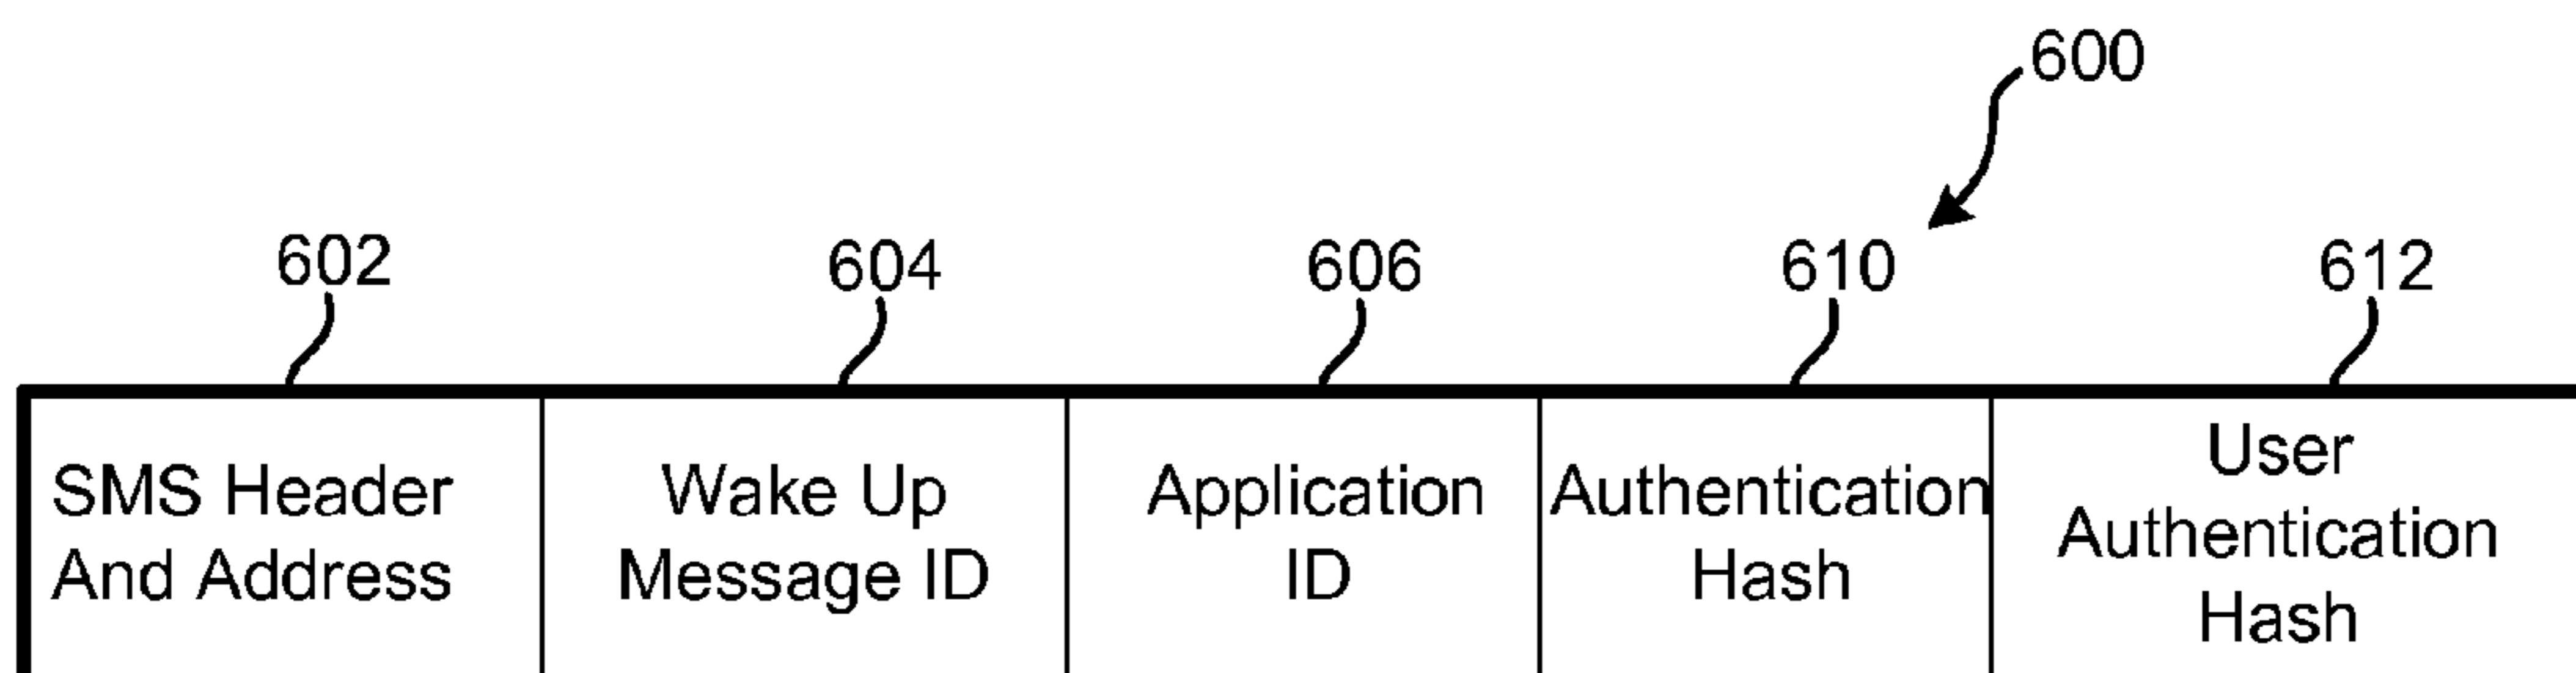 600
602
604
606
610
612
SMS Header
And Address
Wake Up
Message ID
Application
ID
Authentication
Hash
User
Authentication
Hash